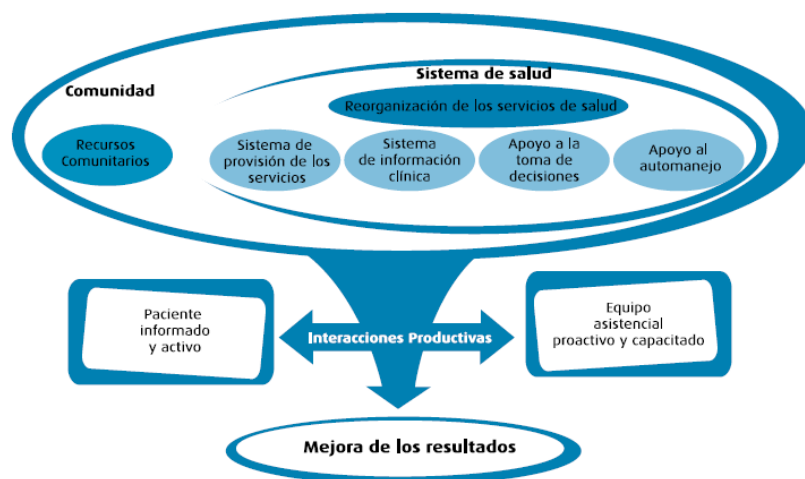 Sistema de salud
Comunidad
Reorganización de los servicios de salud
Recursos
Comunitarios
Sistema de
provisión de los
servicios
Sistema
de información
clínica
Apoyo a la
toma de
decisiones
Apoyo al
automanejo
Paciente
informado
y activo
Interacciones Productivas
Equipo
asistencial
proactivo y capacitado
Mejora de los resultados